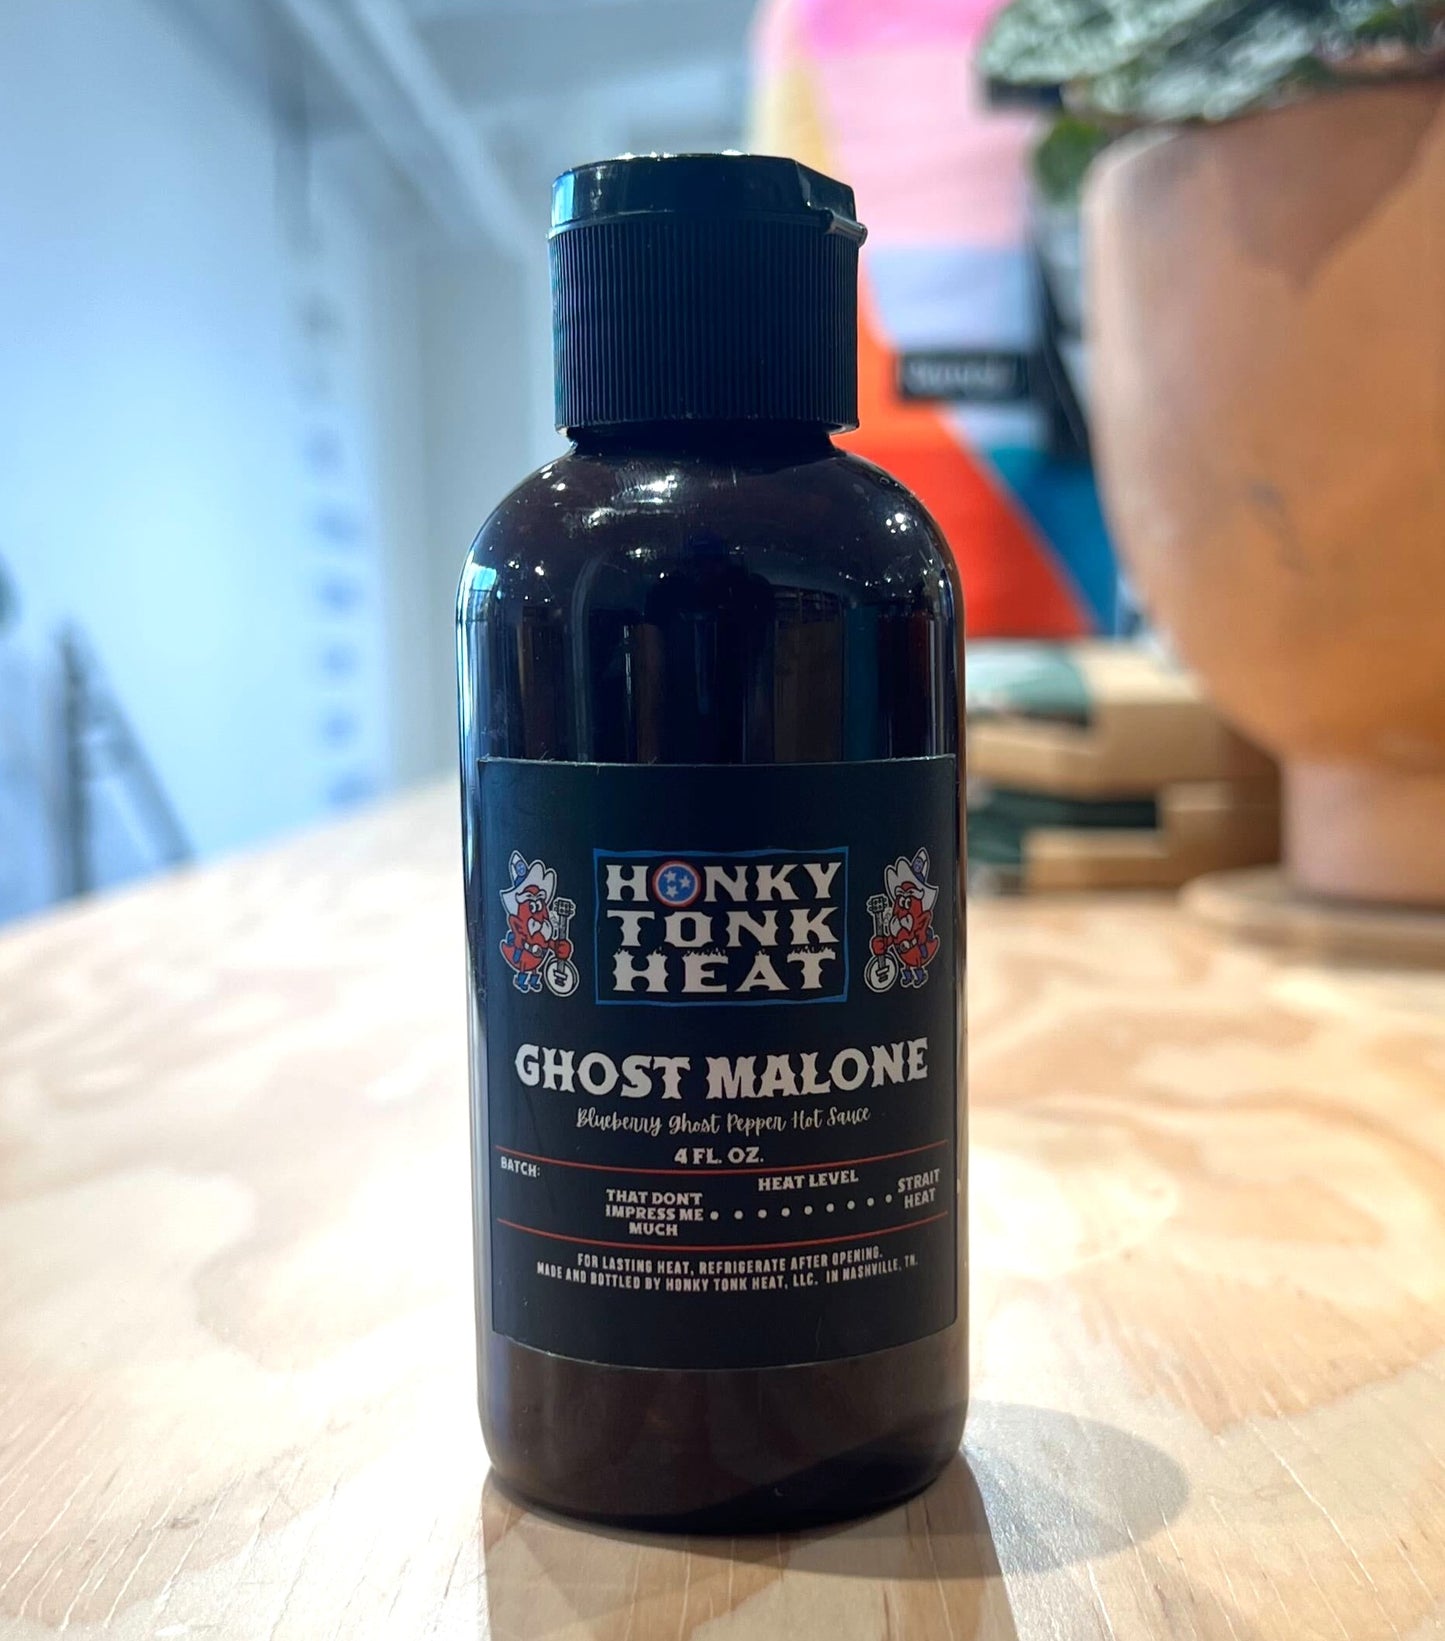 HONKY
TONK
HEAT
GHOST MALONE
Blueberry Ghost Pepper Hot Sauce
4 FL. OZ.
BATCH:
HEAT LEVEL
THAT DON'T
IMPRESS ME
MUCH
STRAIT
HEAT
FOR LASTING HEAT, REFRIGERATE AFTER OPENING.
MADE AND BOTTLED BY HONKY TONK HEAT, LLC. IN NASHVILLE, TN.